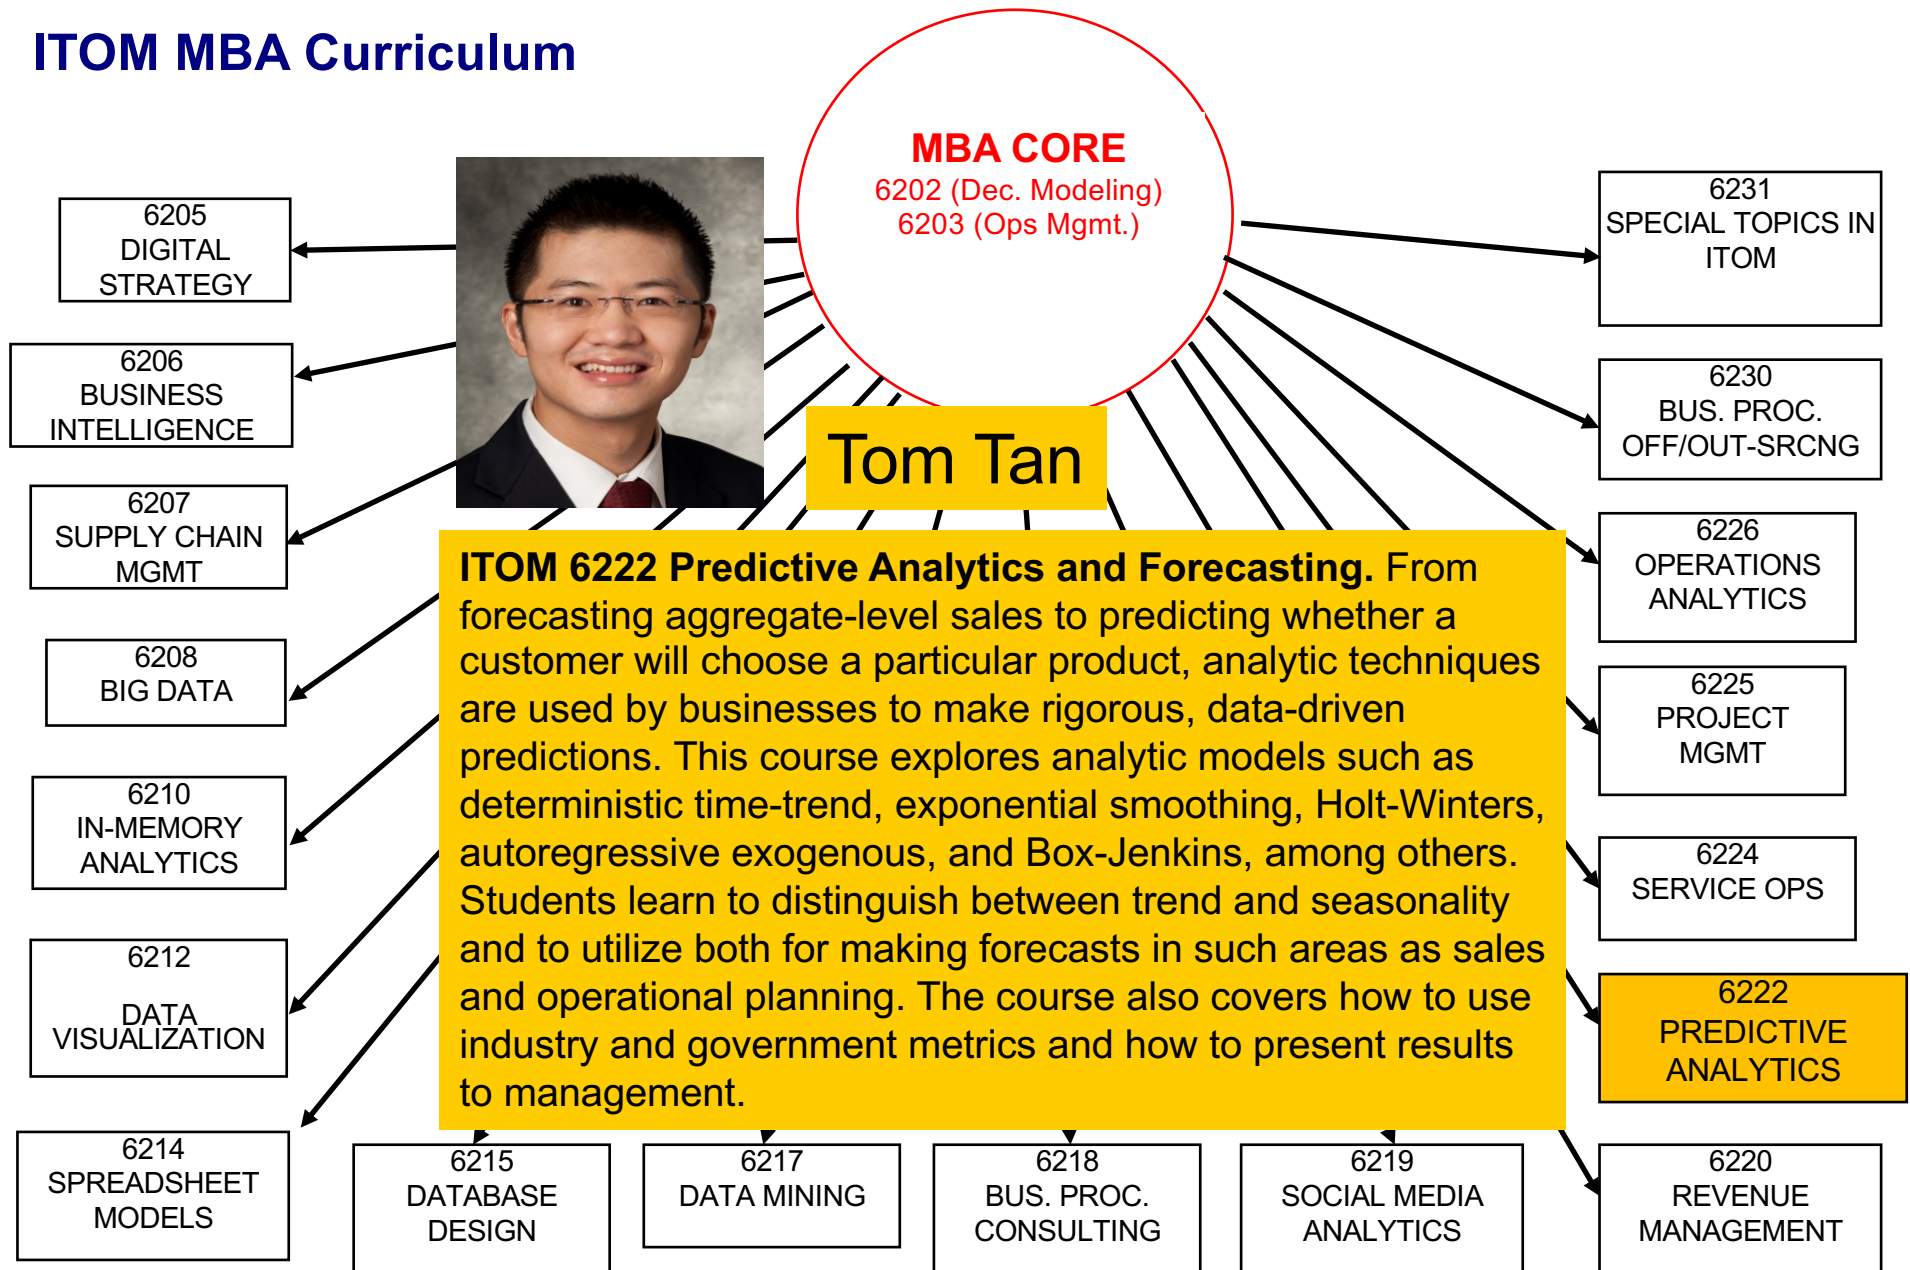 ITOM MBA Curriculum
MBA CORE
6202 (Dec. Modeling)
6203 (Ops Mgmt.)
6205
DIGITAL
STRATEGY
6206
BUSINESS
INTELLIGENCE
6207
SUPPLY CHAIN
MGMT
6208
BIG DATA
6210
IN-MEMORY
ANALYTICS
6212
DATA
VISUALIZATION
6214
SPREADSHEET
MODELS
Tom Tan
ITOM 6222 Predictive Analytics and Forecasting. From
forecasting aggregate-level sales to predicting whether a
customer will choose a particular product, analytic techniques
are used by businesses to make rigorous, data-driven
predictions. This course explores analytic models such as
deterministic time-trend, exponential smoothing, Holt-Winters,
autoregressive exogenous, and Box-Jenkins, among others.
Students learn to distinguish between trend and seasonality
and to utilize both for making forecasts in such areas as sales
and operational planning. The course also covers how to use
industry and government metrics and how to present results
to management.
6215
DATABASE
DESIGN
6217
DATA MINING
6218
BUS. PROC.
CONSULTING
6219
SOCIAL MEDIA
ANALYTICS
6231
SPECIAL TOPICS IN
ITOM
6230
BUS. PROC.
OFF/OUT-SRCNG
6226
OPERATIONS
ANALYTICS
6225
PROJECT
MGMT
6224
SERVICE OPS
6222
PREDICTIVE
ANALYTICS
6220
REVENUE
MANAGEMENT